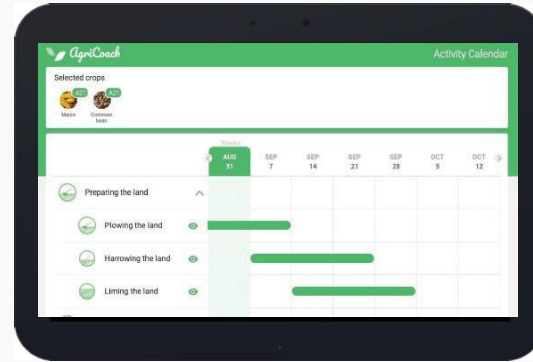 AgriCoach
Activity Calendar
Selected crops
A21
A21
Maize
Common
bean
Weeks
AUG
31
SEP
7
SEP
14
SEP
21
SEP
28
OCT
5
OCT
12
Preparing the land
Plowing the land
Harrowing the land
Liming the land